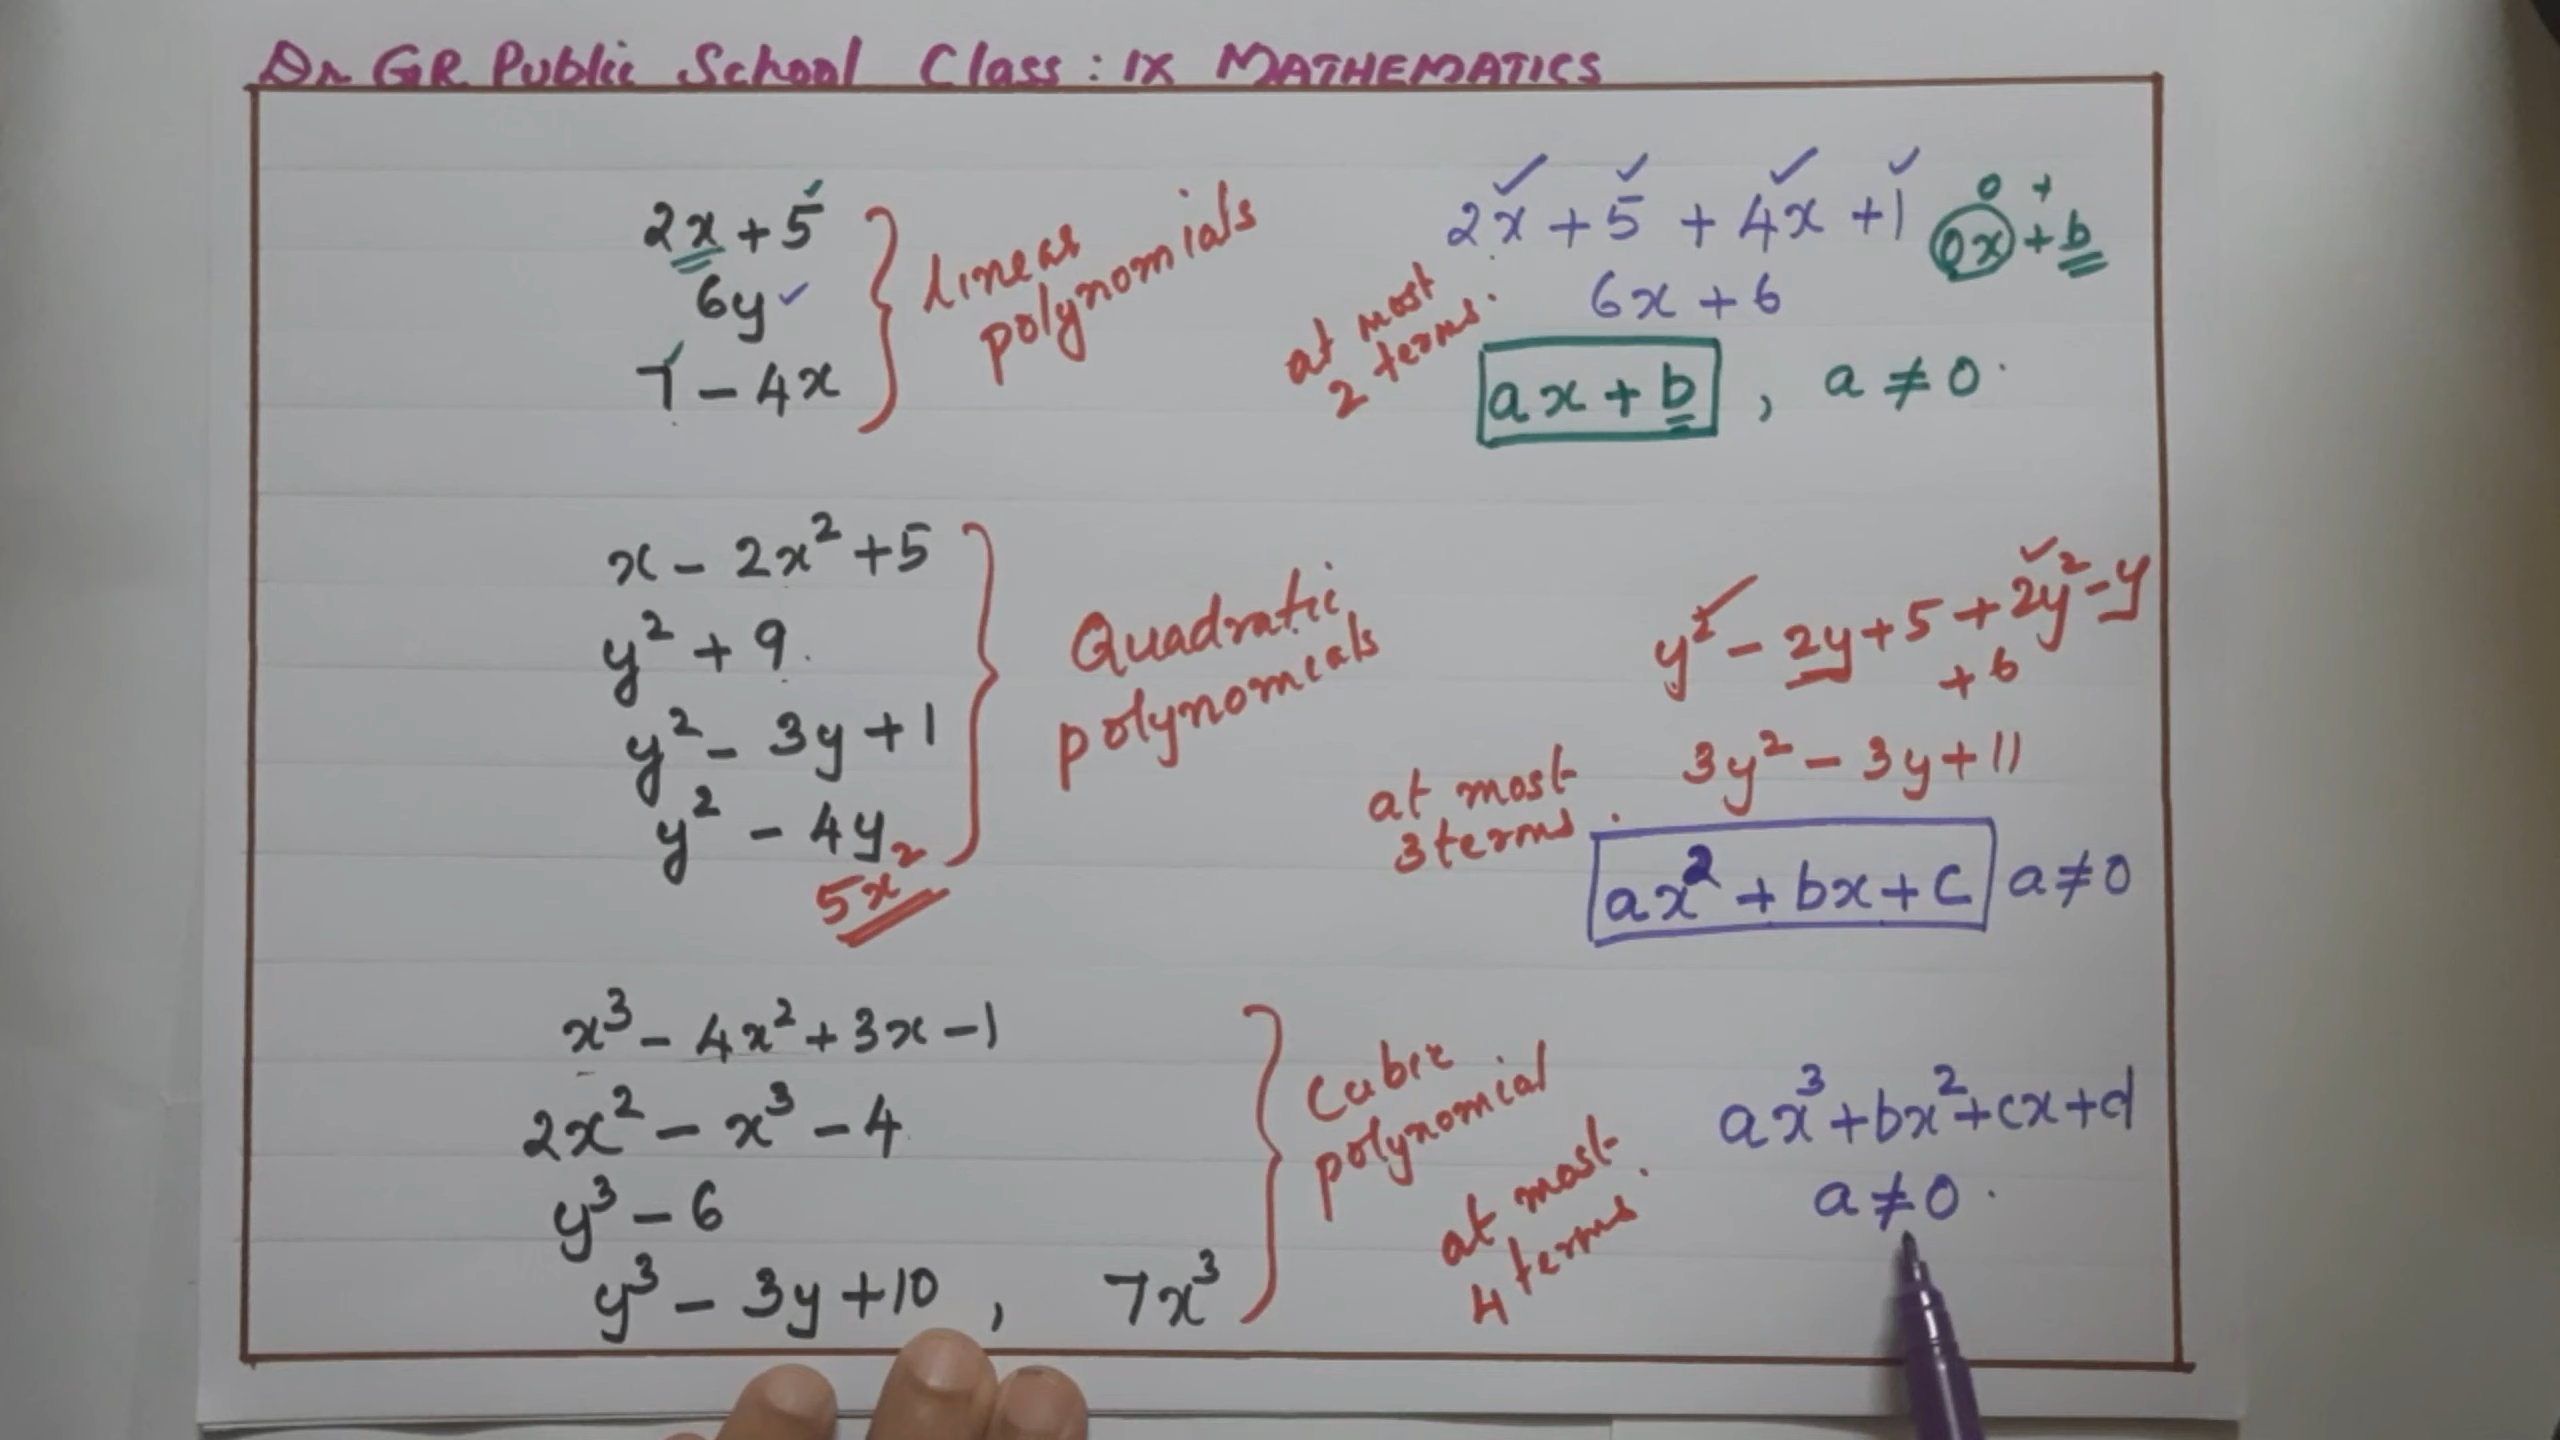 Dr GR Public School Class : IX MATHEMATICS
2x + 5
6y
7 - 4x
linear
polynomials
2x + 5 + 4x + 1
6x + 6
at most
2 terms.
0 +
0x + b
ax + b , a ≠ 0.
x - 2x² + 5
y² + 9.
y² - 3y + 1
y² - 4y
5x²
Quadratic
polynomials
y² - 2y + 5 + 2y² - y
+ 6
3y² - 3y + 11
at most
3 terms.
ax² + bx + c a ≠ 0
x³ - 4x² + 3x - 1
2x² - x³ - 4
y³ - 6
y³ - 3y + 10 , 7x³
Cubic
polynomial
at most
4 terms.
ax³ + bx² + cx + d
a ≠ 0.